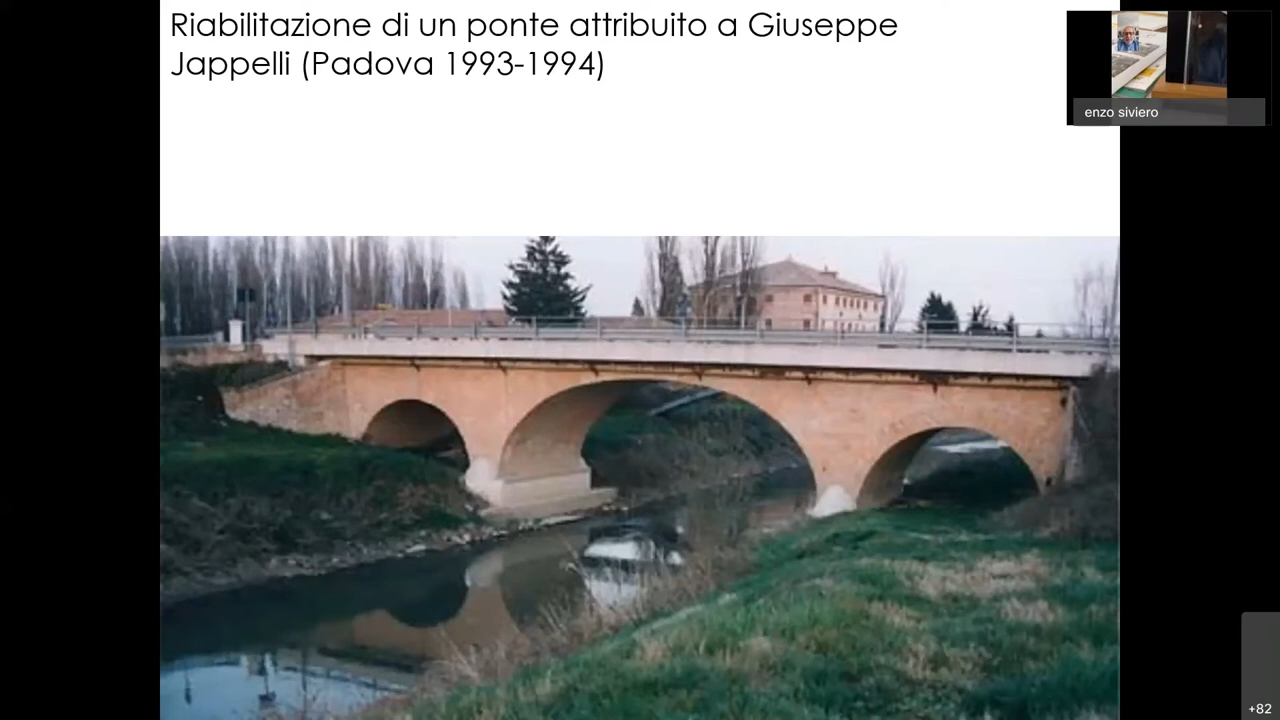 Riabilitazione di un ponte attribuito a Giuseppe
Jappelli (Padova 1993-1994)
enzo siviero
+82